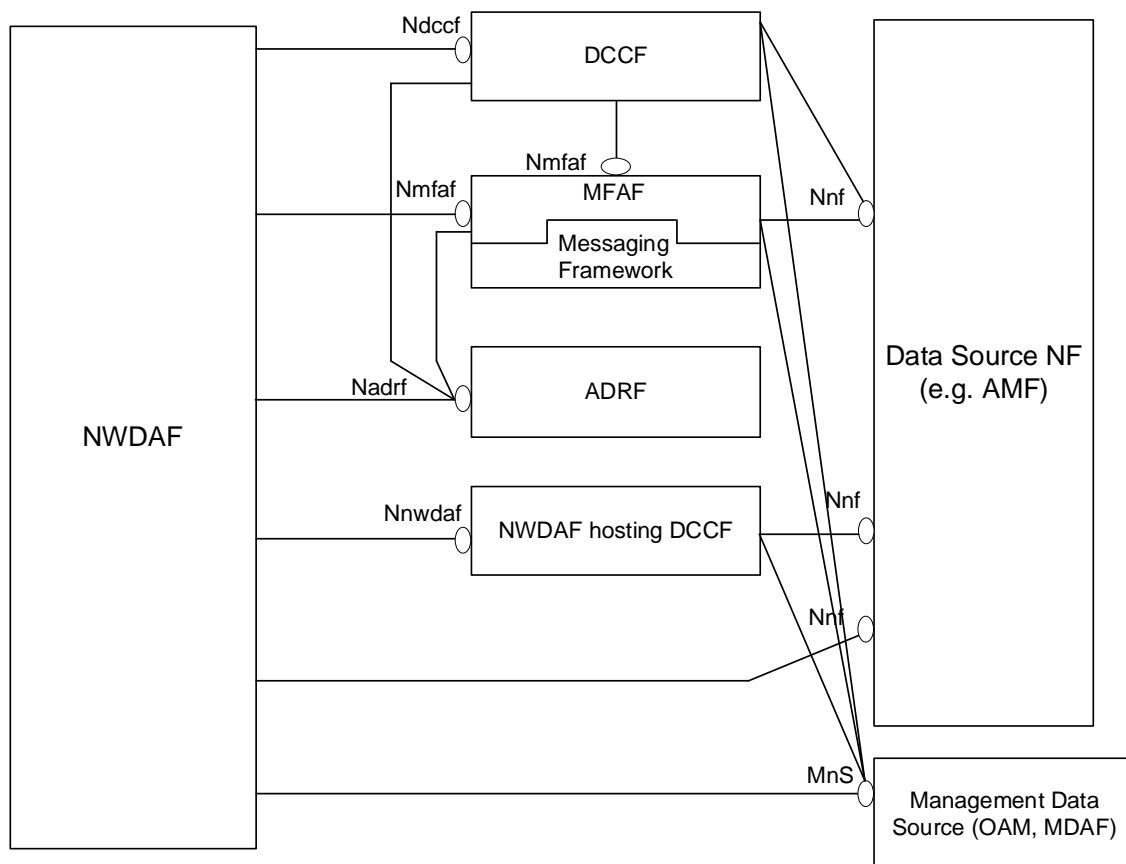 Ndccf
DCCF
Nmfaf
Nmfaf
MFAF
Nnf
Messaging
Framework
Data Source NF
(e.g. AMF)
Nadrf
ADRF
NWDAF
Nnwdaf
NWDAF hosting DCCF
Nnf
Nnf
MnS
Management Data
Source (OAM, MDAF)